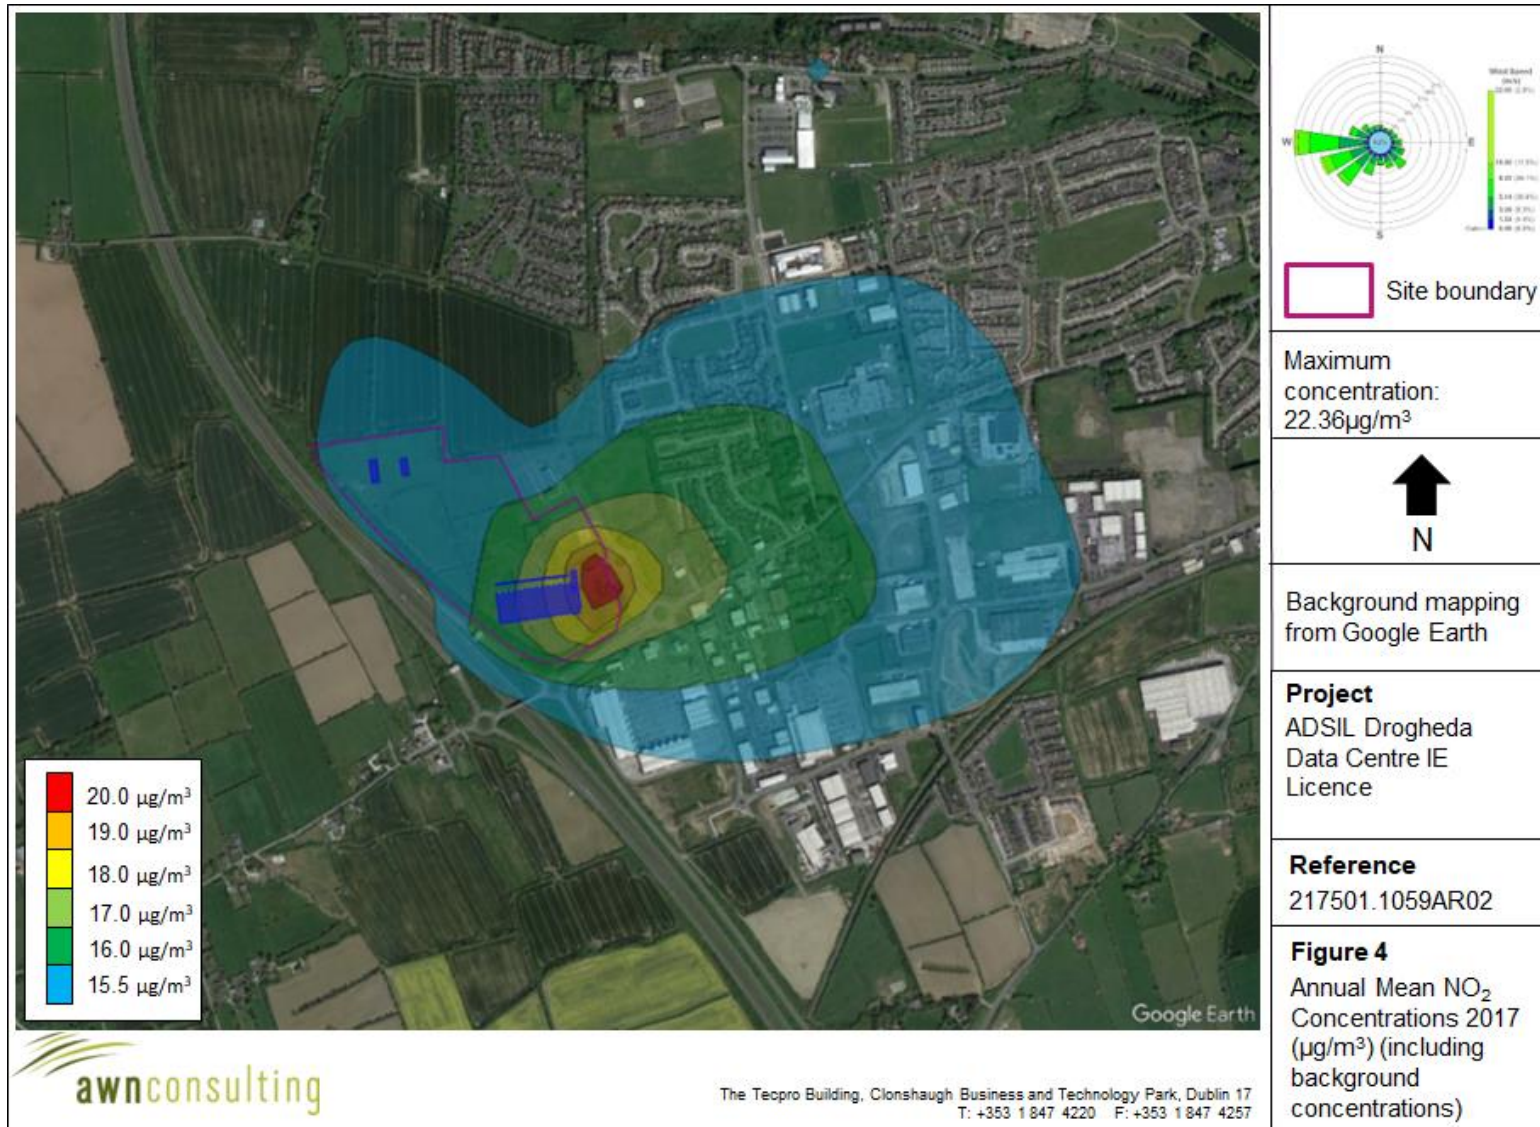 N
W
E
S
Wind Speed
(m/s)
Site boundary
Maximum
concentration:
22.36µg/m³
N
Background mapping
from Google Earth
Project
ADSIL Drogheda
Data Centre IE
Licence
Reference
217501.1059AR02
Figure 4
Annual Mean NO₂
Concentrations 2017
(µg/m³) (including
background
concentrations)
20.0 µg/m³
19.0 µg/m³
18.0 µg/m³
17.0 µg/m³
16.0 µg/m³
15.5 µg/m³
Google Earth
awnconsulting
The Tecpro Building, Clonshaugh Business and Technology Park, Dublin 17
T: +353 1 847 4220 F: +353 1 847 4257